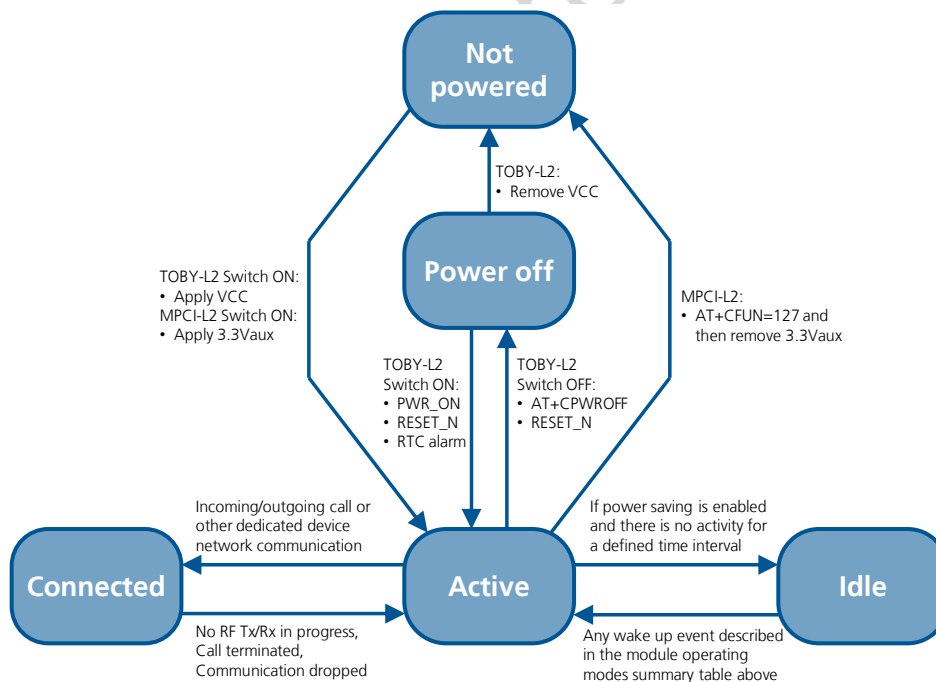 Not
powered
TOBY-L2:
• Remove VCC
Power off
TOBY-L2 Switch ON:
• Apply VCC
MPCI-L2 Switch ON:
• Apply 3.3Vaux
MPCI-L2:
• AT+CFUN=127 and
then remove 3.3Vaux
TOBY-L2
Switch ON:
• PWR_ON
• RESET_N
• RTC alarm
TOBY-L2
Switch OFF:
• AT+CPWROFF
• RESET_N
Incoming/outgoing call or
other dedicated device
network communication
If power saving is enabled
and there is no activity for
a defined time interval
Connected
Active
Idle
No RF Tx/Rx in progress,
Call terminated,
Communication dropped
Any wake up event described
in the module operating
modes summary table above